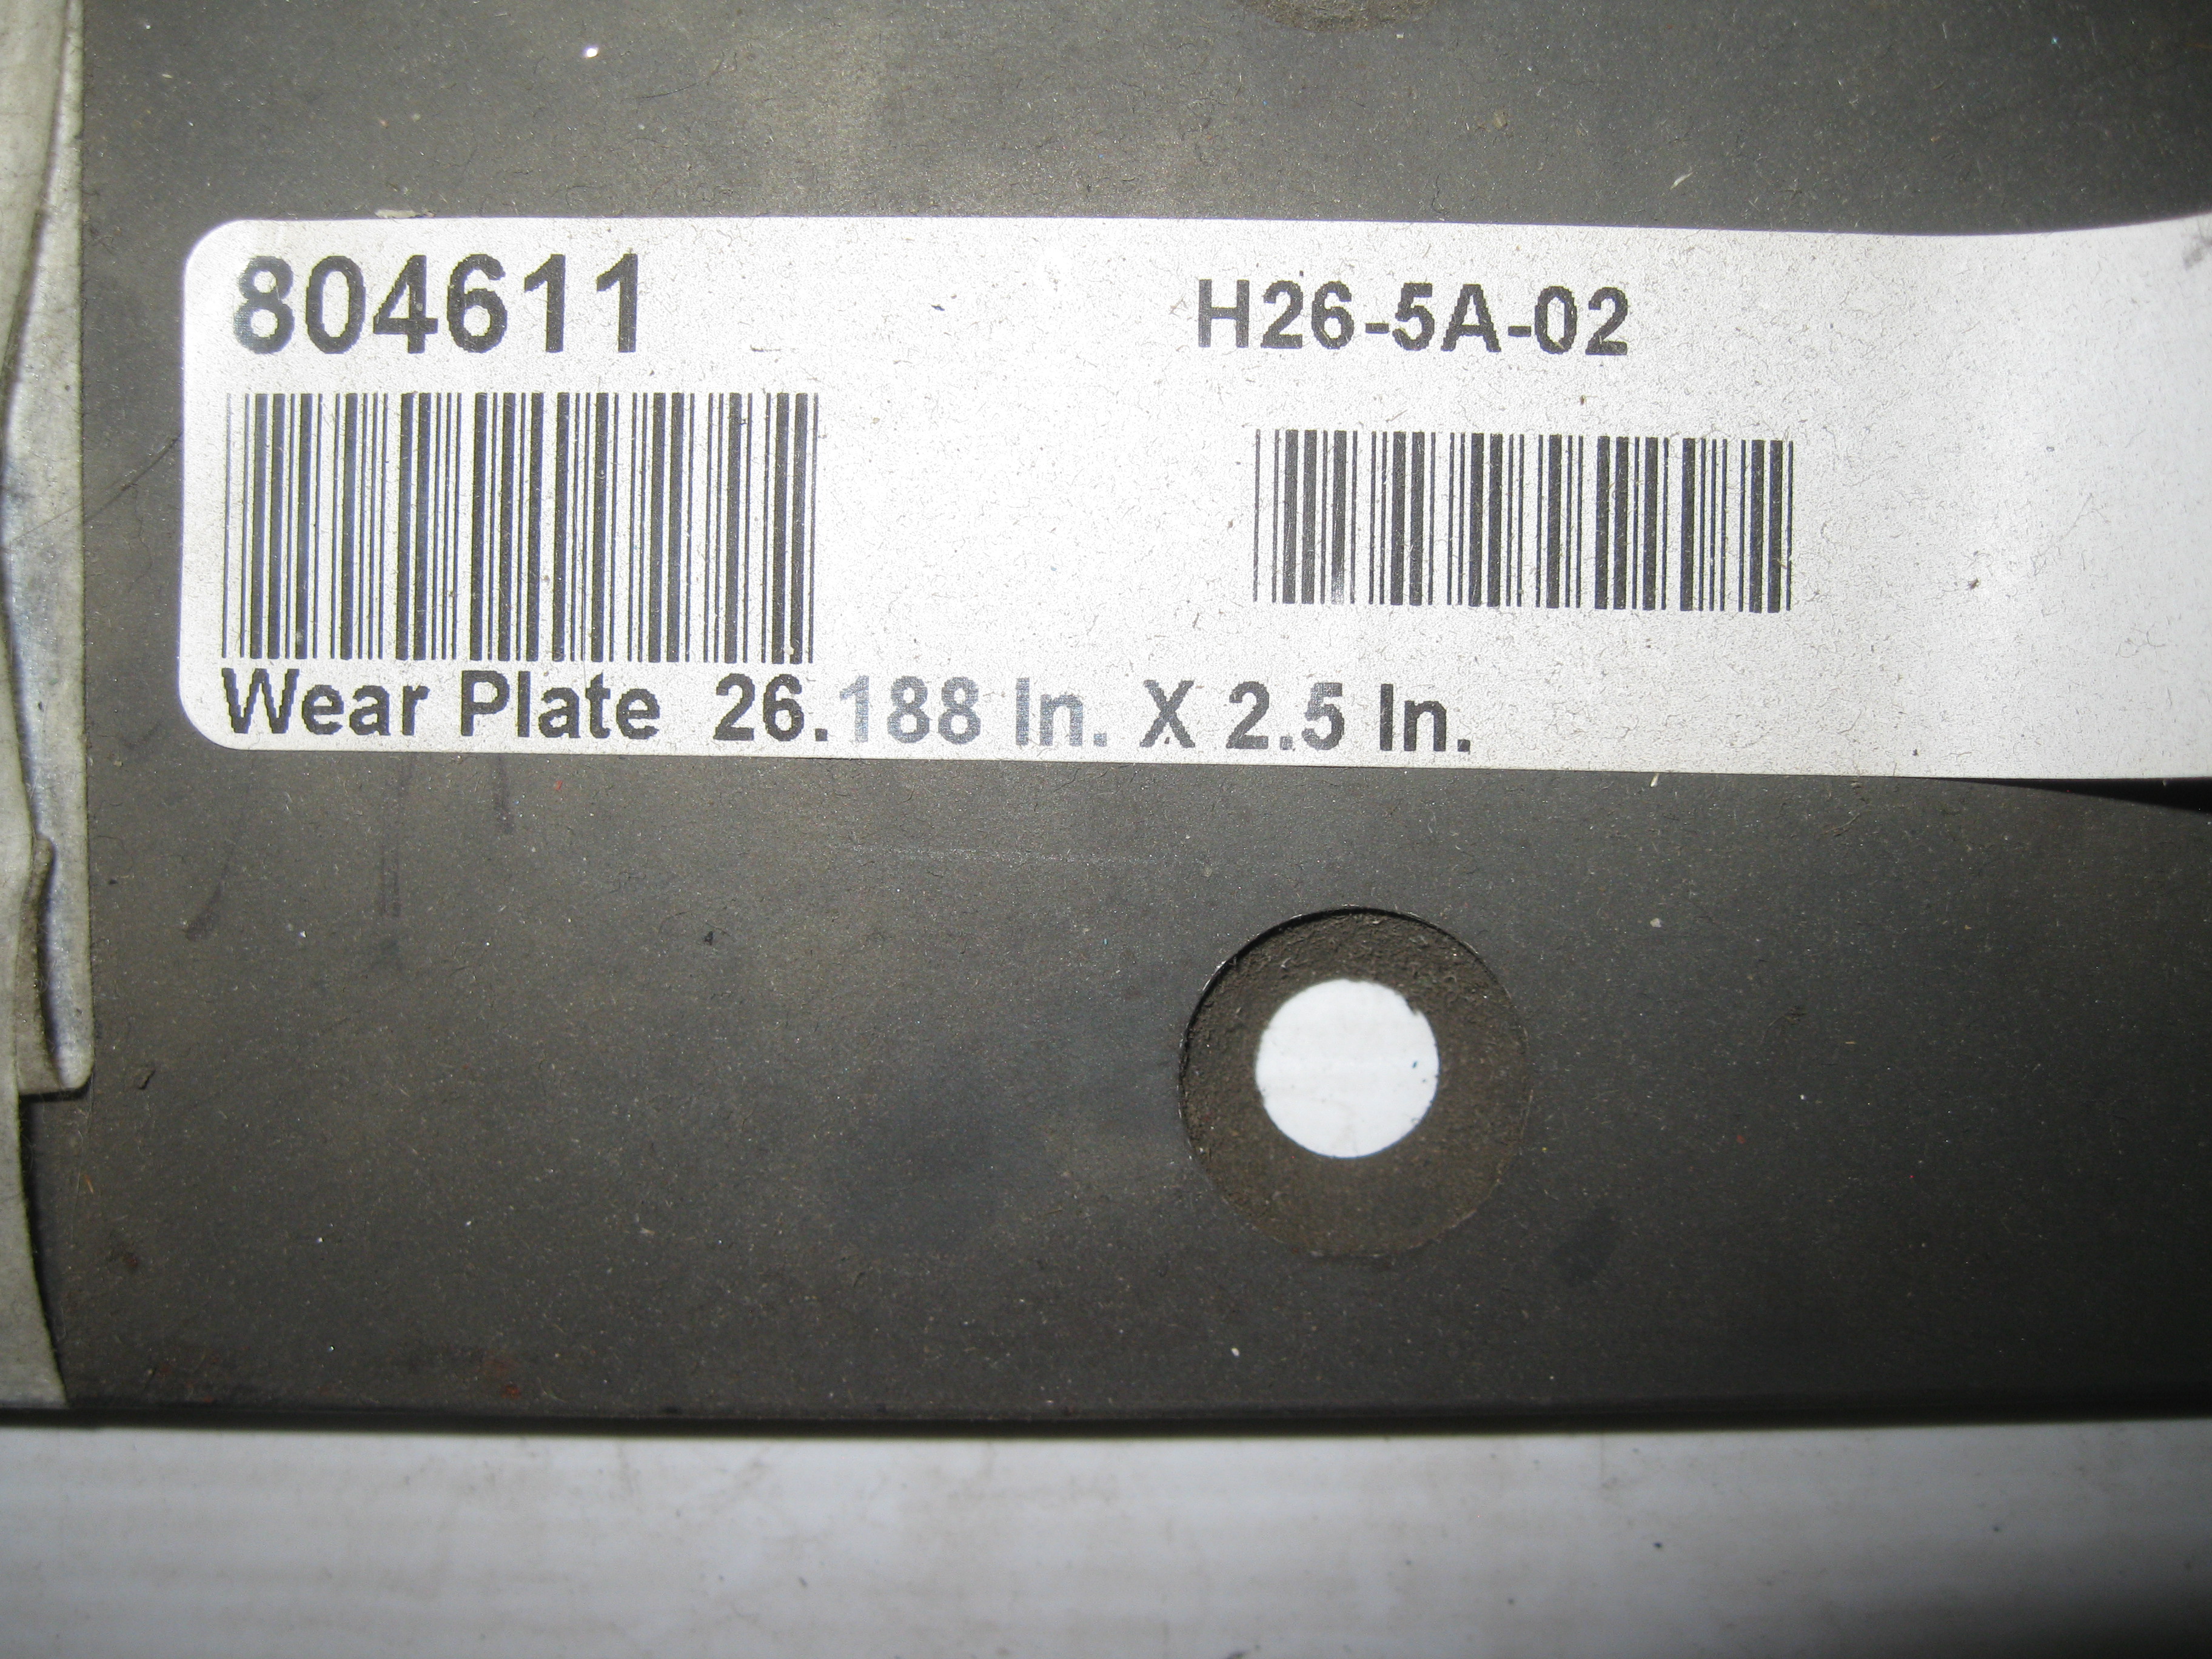 804611
H26-5A-02
Wear Plate 26.188 In. X 2.5 In.